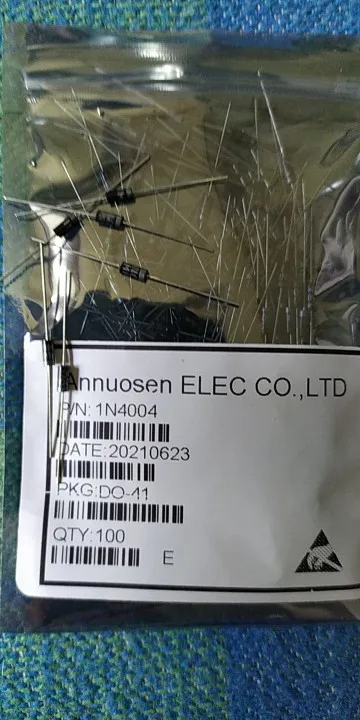 Annuosen ELEC CO.,LTD
P/N:1N4004
DATE:20210623
PKG:DO-41
QTY:100
E